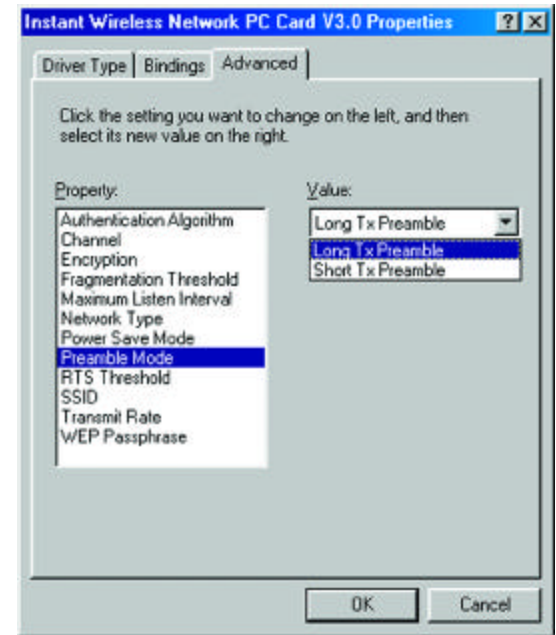 Instant Wireless Network PC Card V3.0 Properties
Driver Type Bindings Advanced
Click the setting you want to change on the left, and then
select its new value on the right.
Property:
Authentication Algorithm
Channel
Encryption
Fragmentation Threshold
Maximum Listen Interval
Network Type
Power Save Mode
Preamble Mode
RTS Threshold
SSID
Transmit Rate
WEP Passphrase
Value:
Long Tx Preamble
Long Tx Preamble
Short Tx Preamble
OK Cancel